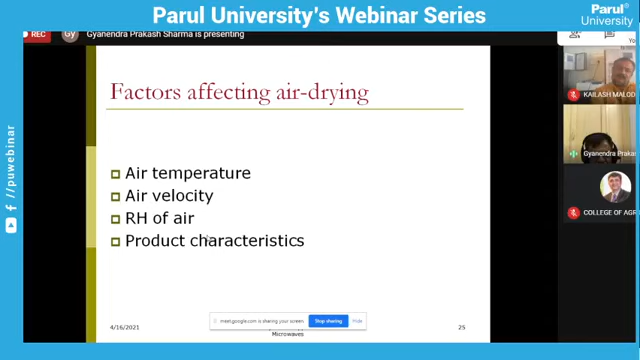 Parul University's Webinar Series
Parul®
University
REC
Gy
Gyanendra Prakash Sharma is presenting
Yo
Factors affecting air-drying
Air temperature
Air velocity
RH of air
Product characteristics
KAILASH MALOD
Gyanendra Prakas
COLLEGE OF AGR
f //puwebinar
meet.google.com is sharing your screen.
Stop sharing
Hide
4/16/2021
Microwaves
25